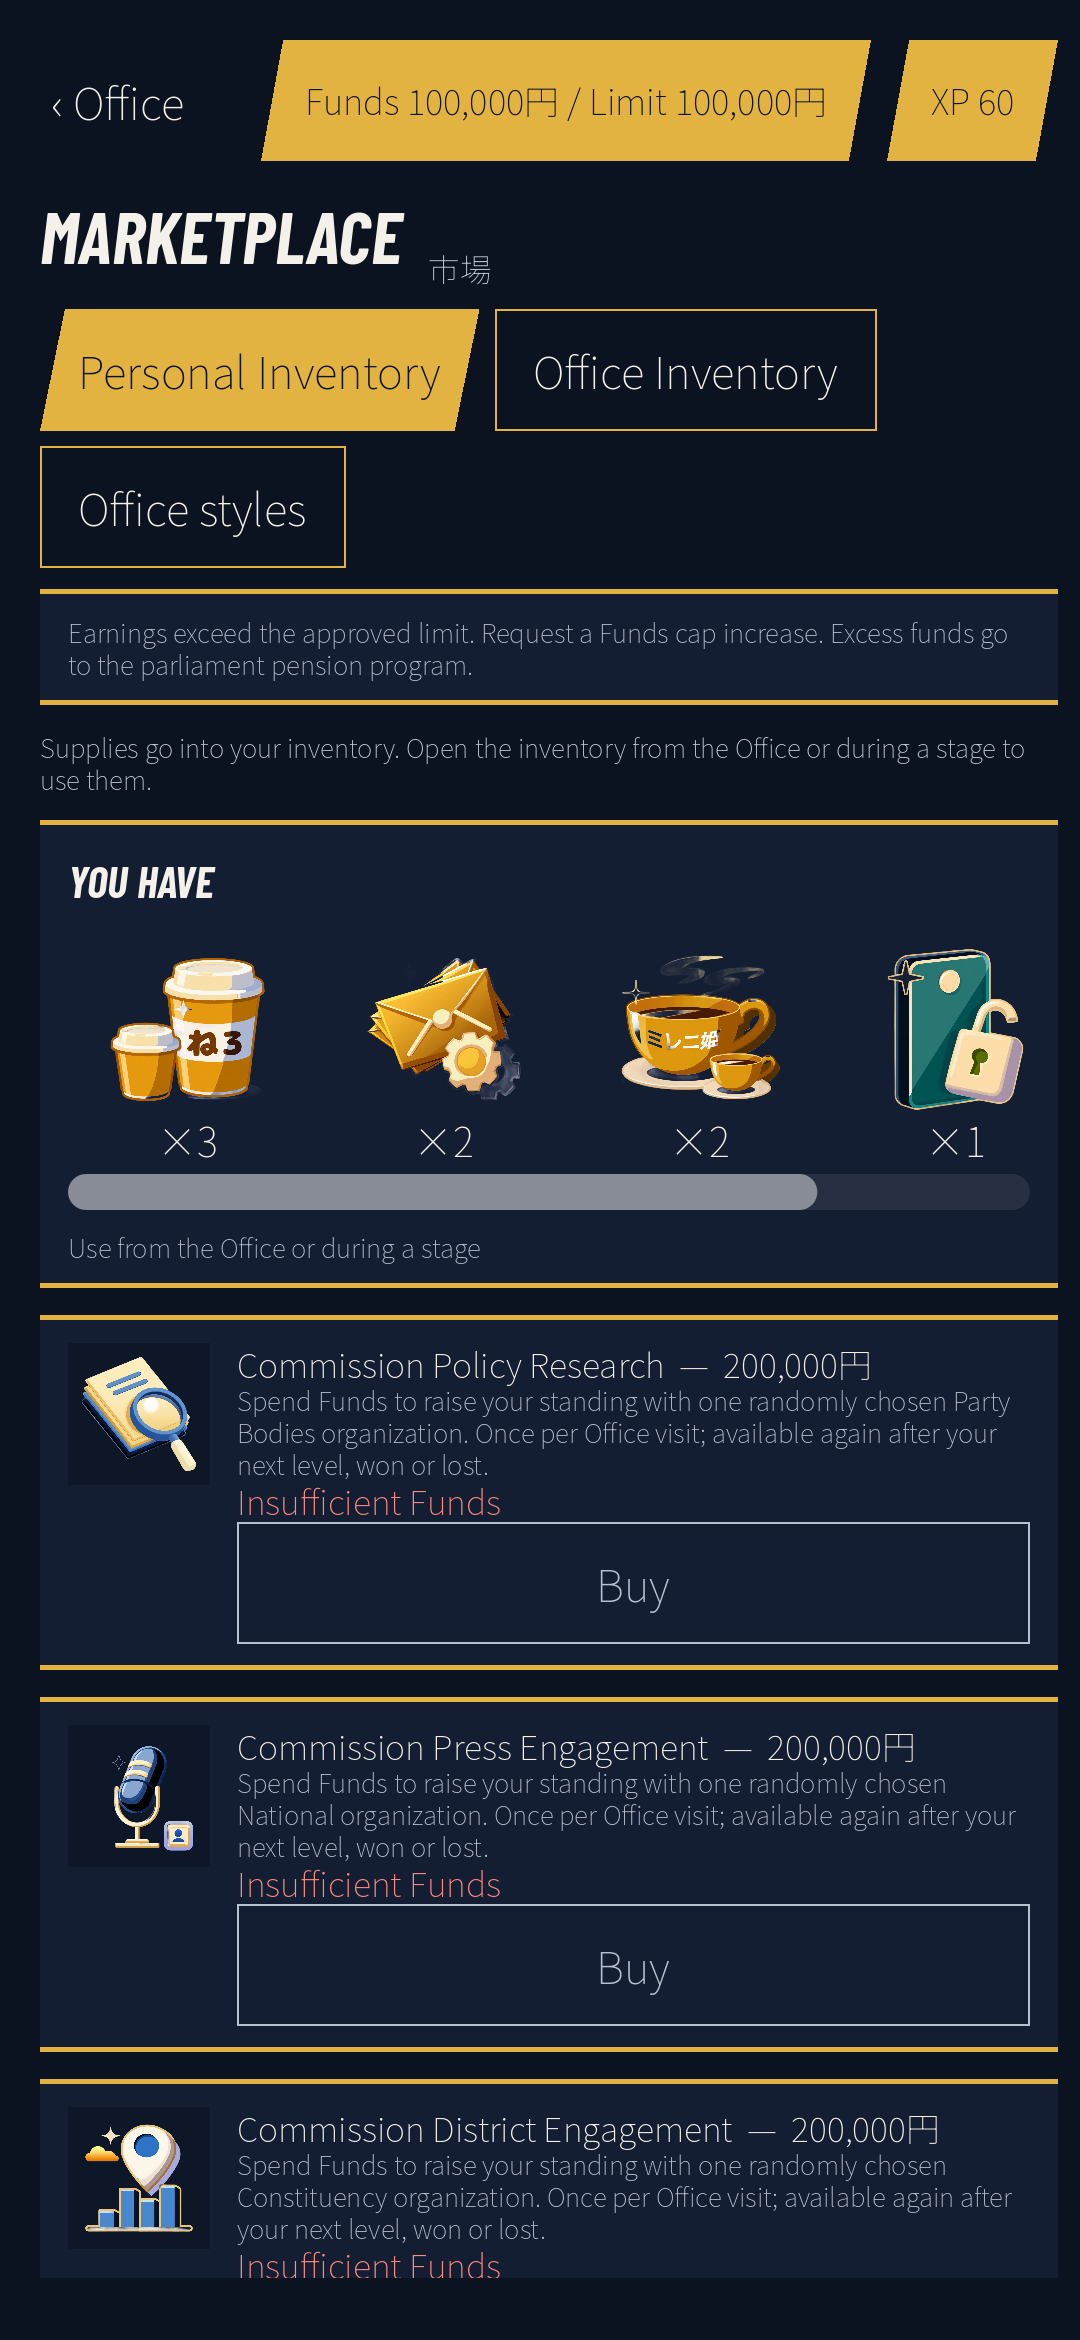 ‹ Office
Funds 100,000円 / Limit 100,000円
XP 60
MARKETPLACE
市場
Personal Inventory
Office Inventory
Office styles
Earnings exceed the approved limit. Request a Funds cap increase. Excess funds go
to the parliament pension program.
Supplies go into your inventory. Open the inventory from the Office or during a stage to
use them.
YOU HAVE
ねろ
ミレニ姫
×3
×2
×2
×1
Use from the Office or during a stage
Commission Policy Research — 200,000円
Spend Funds to raise your standing with one randomly chosen Party
Bodies organization. Once per Office visit; available again after your
next level, won or lost.
Insufficient Funds
Buy
Commission Press Engagement — 200,000円
Spend Funds to raise your standing with one randomly chosen
National organization. Once per Office visit; available again after your
next level, won or lost.
Insufficient Funds
Buy
Commission District Engagement — 200,000円
Spend Funds to raise your standing with one randomly chosen
Constituency organization. Once per Office visit; available again after
your next level, won or lost.
Insufficient Funds